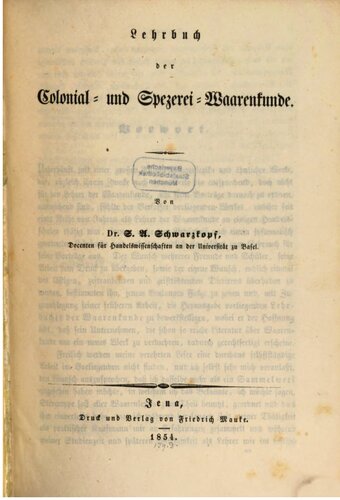 Lehrbuch
der
Colonial- und Spezerei-Waarenkunde.
Von
Dr. S. A. Schwarzkopf,
Docenten für Handelswissenschaften an der Universität zu Basel.
Jena,
Druck und Verlag von Friedrich Mauke.
1854.